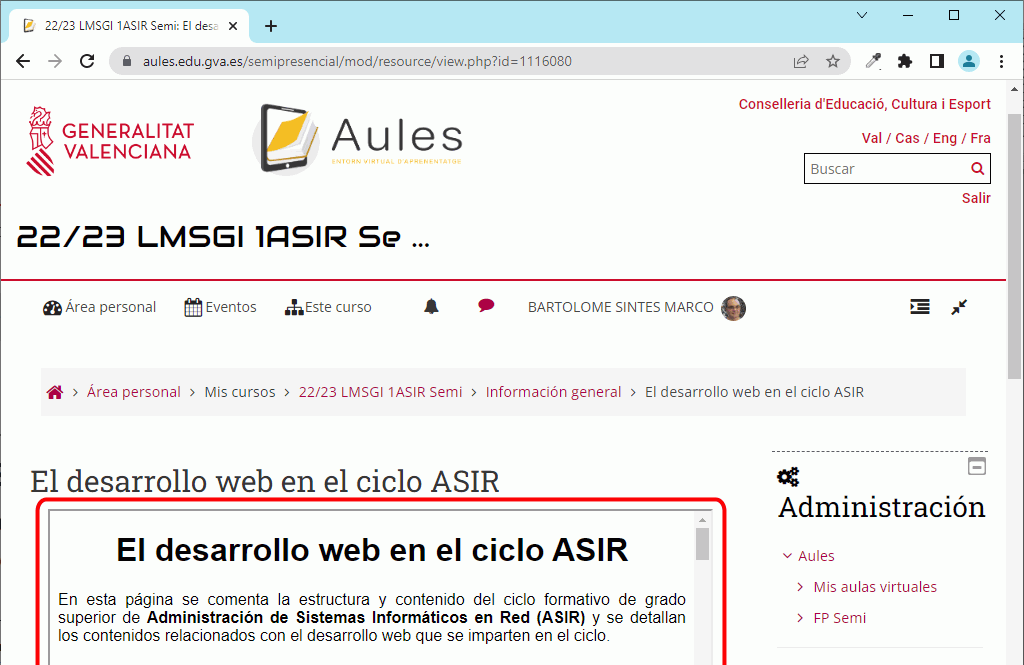 22/23 LMSGI 1ASIR Semi: El desa
aules.edu.gva.es/semipresencial/mod/resource/view.php?id=1116080
GENERALITAT
VALENCIANA
Aules
ENTORN VIRTUAL D'APRENENTATGE
Conselleria d'Educació, Cultura i Esport
Val / Cas / Eng / Fra
Buscar
Salir
22/23 LMSGI 1ASIR Se ...
Área personal
Eventos
Este curso
BARTOLOME SINTES MARCO
Área personal > Mis cursos > 22/23 LMSGI 1ASIR Semi > Información general > El desarrollo web en el ciclo ASIR
El desarrollo web en el ciclo ASIR
El desarrollo web en el ciclo ASIR
En esta página se comenta la estructura y contenido del ciclo formativo de grado
superior de Administración de Sistemas Informáticos en Red (ASIR) y se detallan
los contenidos relacionados con el desarrollo web que se imparten en el ciclo.
Administración
Aules
Mis aulas virtuales
FP Semi